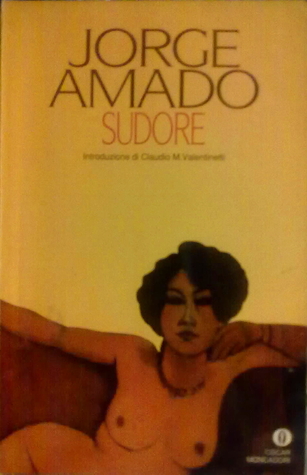 JORGE
AMADO
SUDORE
Introduzione di Claudio M. Valentinetti
OSCAR
MONDADORI